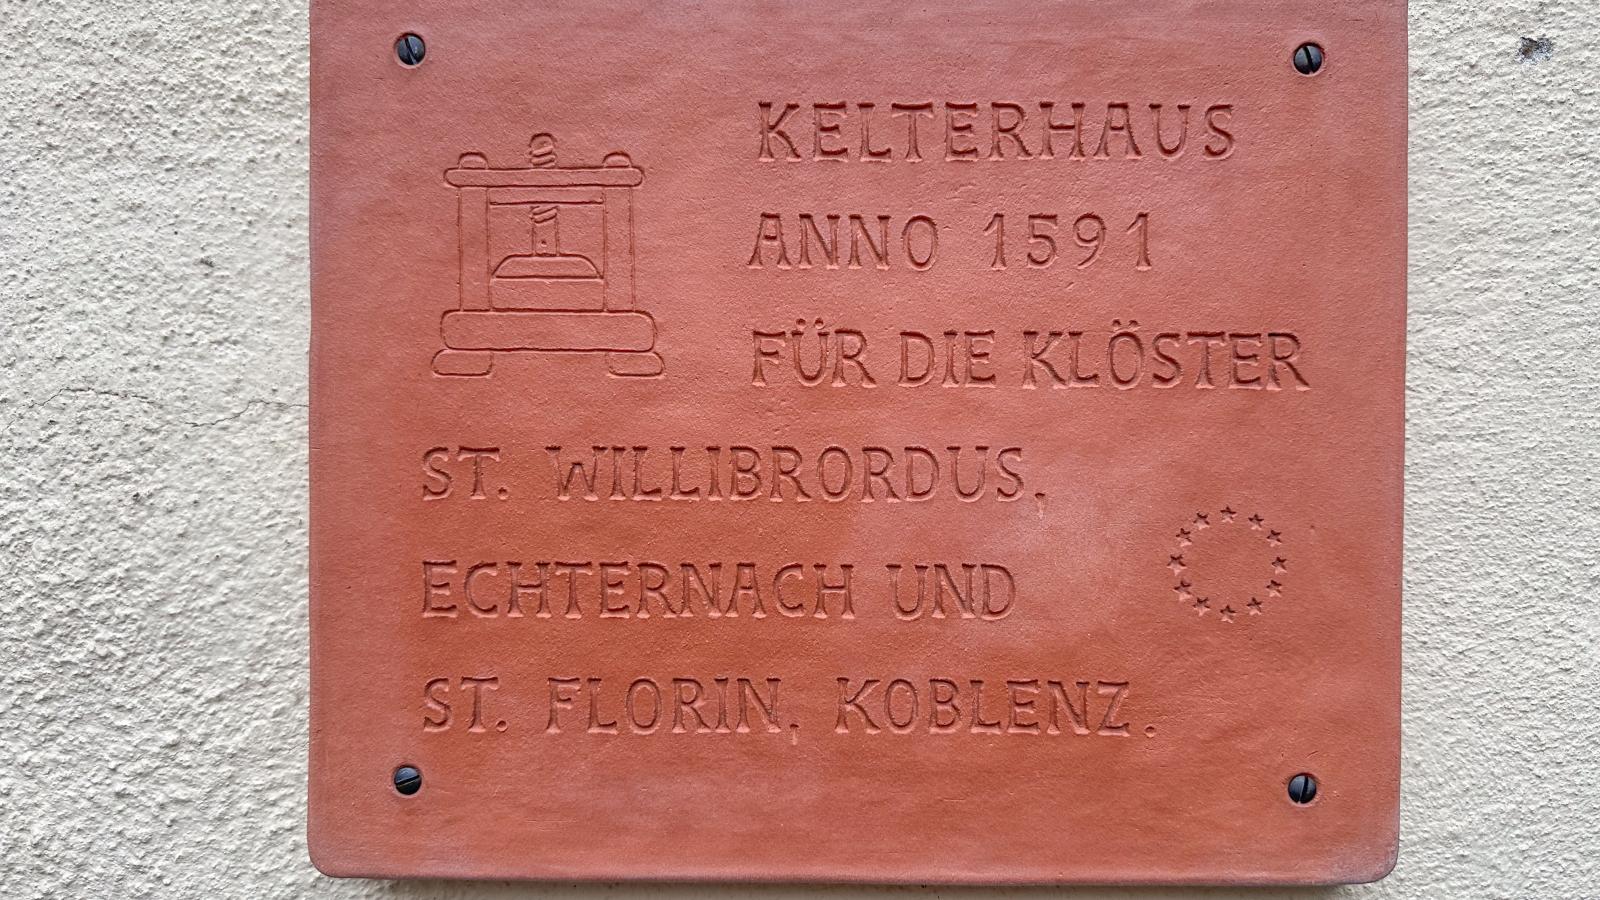 KELTERHAUS
ANNO 1591
FÜR DIE KLÖSTER
ST. WILLIBRORDUS,
ECHTERNACH UND
ST. FLORIN, KOBLENZ.